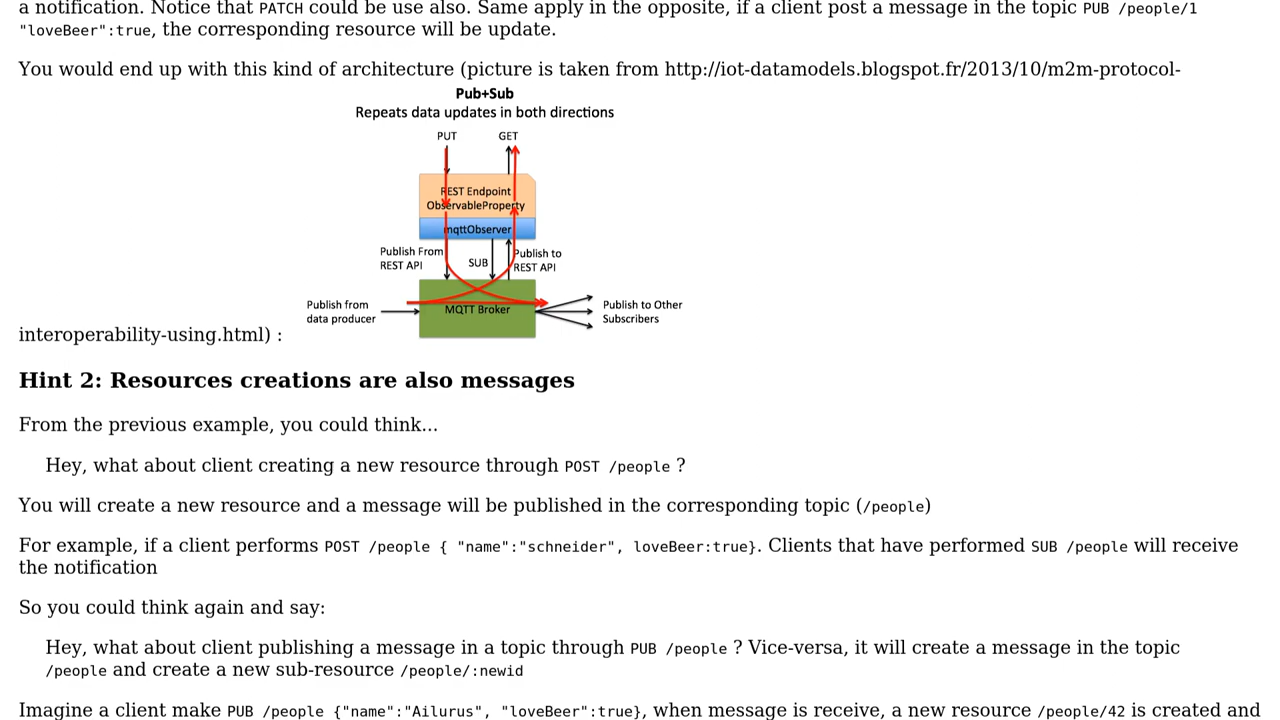 a notification. Notice that PATCH could be use also. Same apply in the opposite, if a client post a message in the topic PUB /people/1
"loveBeer":true, the corresponding resource will be update.
You would end up with this kind of architecture (picture is taken from http://iot-datamodels.blogspot.fr/2013/10/m2m-protocol-
Pub+Sub
Repeats data updates in both directions
PUT GET
REST Endpoint
ObservableProperty
mqttObserver
Publish From
REST API
SUB
Publish to
REST API
Publish from
data producer
MQTT Broker
Publish to Other
Subscribers
interoperability-using.html) :
Hint 2: Resources creations are also messages
From the previous example, you could think...
Hey, what about client creating a new resource through POST /people ?
You will create a new resource and a message will be published in the corresponding topic (/people)
For example, if a client performs POST /people { "name":"schneider", loveBeer:true}. Clients that have performed SUB /people will receive
the notification
So you could think again and say:
Hey, what about client publishing a message in a topic through PUB /people ? Vice-versa, it will create a message in the topic
/people and create a new sub-resource /people/:newid
Imagine a client make PUB /people {"name":"Ailurus", "loveBeer":true}, when message is receive, a new resource /people/42 is created and